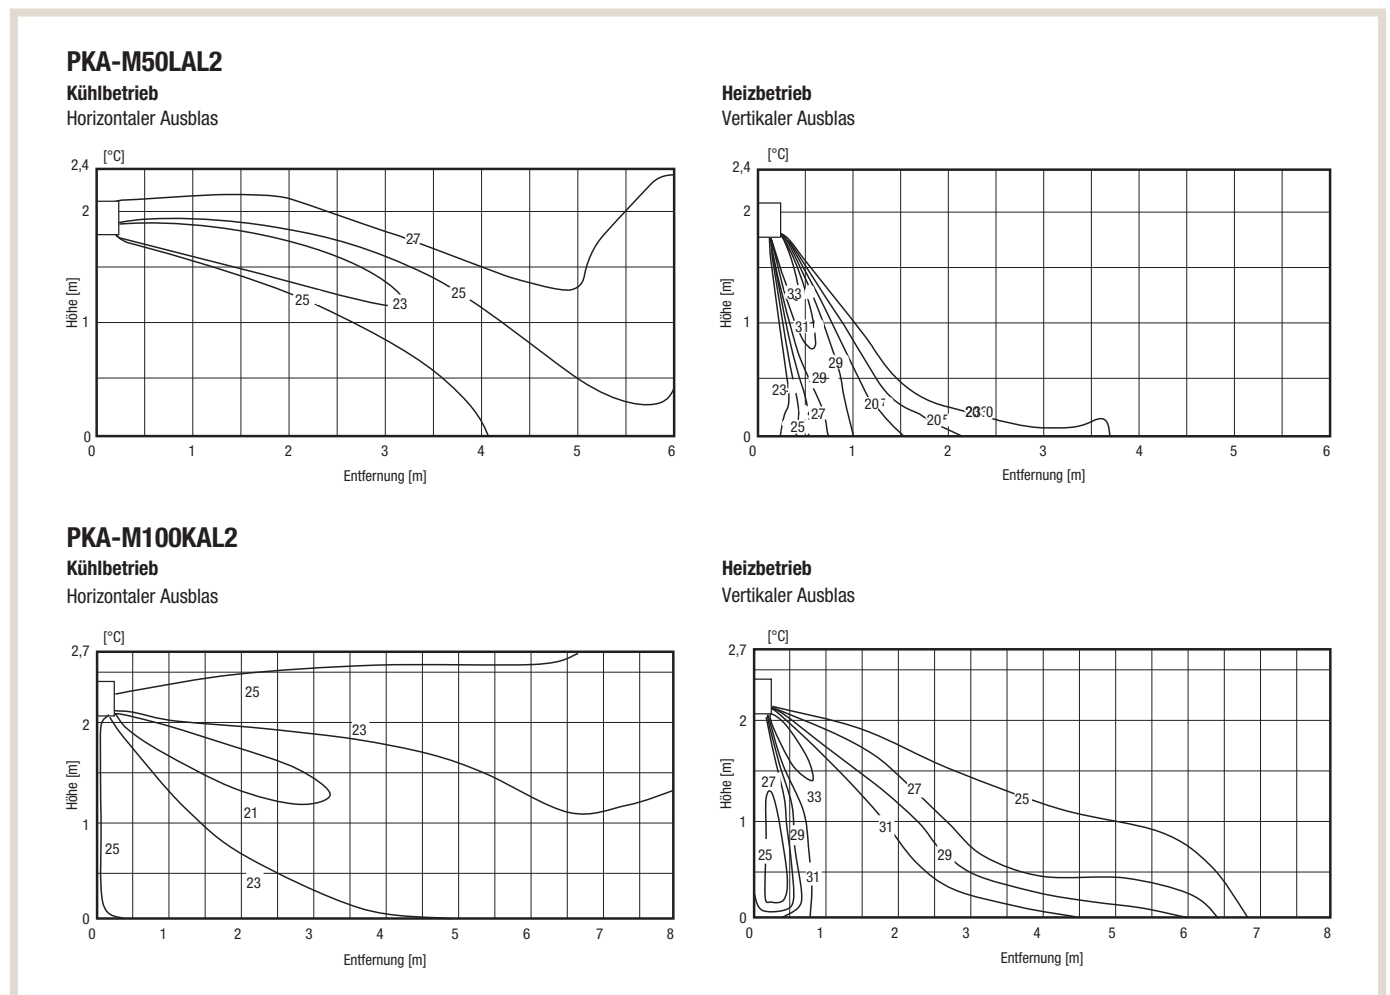 PKA-M50LAL2
Kühlbetrieb
Horizontaler Ausblas
[°C]
2,4
2
1
0
Höhe [m]
27
25
25
23
0 1 2 3 4 5 6
Entfernung [m]
Heizbetrieb
Vertikaler Ausblas
[°C]
2,4
2
1
0
Höhe [m]
33
31
29
29
23
27
25
20
20
0 1 2 3 4 5 6
Entfernung [m]
PKA-M100KAL2
Kühlbetrieb
Horizontaler Ausblas
[°C]
2,7
2
1
0
Höhe [m]
25
23
21
25
23
0 1 2 3 4 5 6 7 8
Entfernung [m]
Heizbetrieb
Vertikaler Ausblas
[°C]
2,7
2
1
0
Höhe [m]
27
33
27
25
31
29
29
25
31
0 1 2 3 4 5 6 7 8
Entfernung [m]